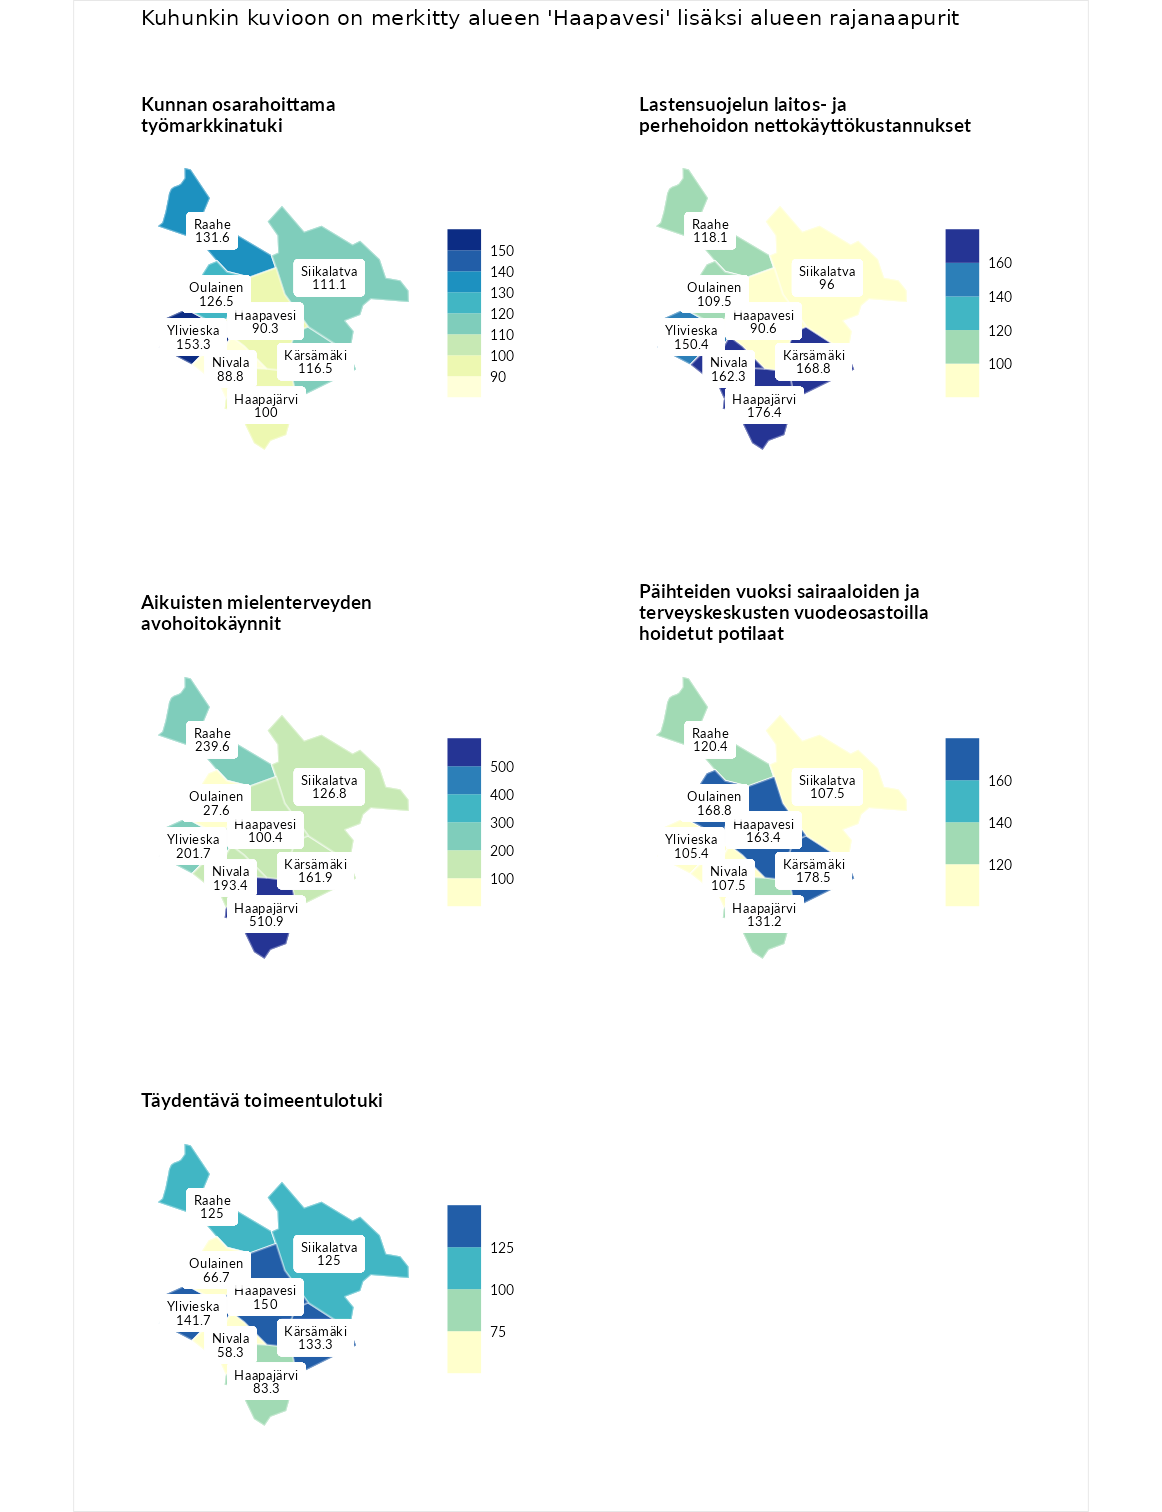 Kuhunkin kuvioon on merkitty alueen 'Haapavesi' lisäksi alueen rajanaapurit
Kunnan osarahoittama
työmarkkinatuki
Raahe
131.6
Siikalatva
111.1
Oulainen
126.5
Haapavesi
90.3
Ylivieska
153.3
Kärsämäki
116.5
Nivala
88.8
Haapajärvi
100
150
140
130
120
110
100
90
Lastensuojelun laitos- ja
perhehoidon nettokäyttökustannukset
Raahe
118.1
Siikalatva
96
Oulainen
109.5
Haapavesi
90.6
Ylivieska
150.4
Kärsämäki
168.8
Nivala
162.3
Haapajärvi
176.4
160
140
120
100
Aikuisten mielenterveyden
avohoitokäynnit
Raahe
239.6
Siikalatva
126.8
Oulainen
27.6
Haapavesi
100.4
Ylivieska
201.7
Kärsämäki
161.9
Nivala
193.4
Haapajärvi
510.9
500
400
300
200
100
Päihteiden vuoksi sairaaloiden ja
terveyskeskusten vuodeosastoilla
hoidetut potilaat
Raahe
120.4
Siikalatva
107.5
Oulainen
168.8
Haapavesi
163.4
Ylivieska
105.4
Kärsämäki
178.5
Nivala
107.5
Haapajärvi
131.2
160
140
120
Täydentävä toimeentulotuki
Raahe
125
Siikalatva
125
Oulainen
66.7
Haapavesi
150
Ylivieska
141.7
Kärsämäki
133.3
Nivala
58.3
Haapajärvi
83.3
125
100
75